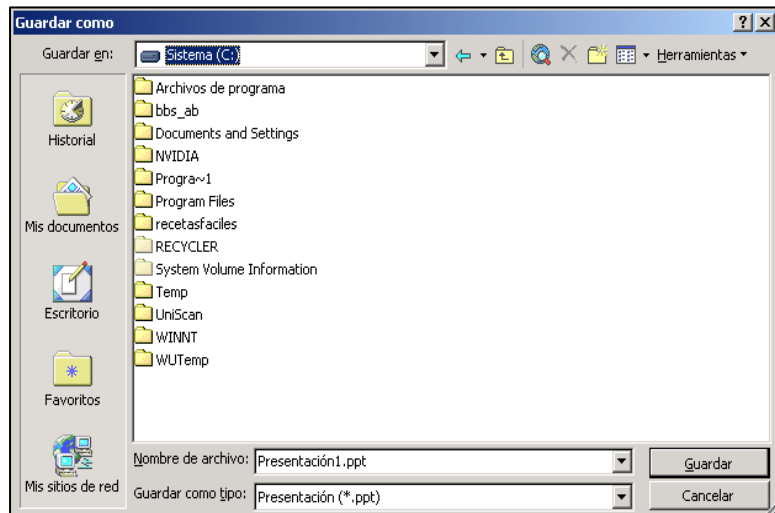 Guardar como
Guardar en: Sistema (C:) Herramientas
Historial
Mis documentos
Escritorio
Favoritos
Mis sitios de red
Archivos de programa
bbs_ab
Documents and Settings
NVIDIA
Progra~1
Program Files
recetasfaciles
RECYCLER
System Volume Information
Temp
UniScan
WINNT
WUTemp
Nombre de archivo: Presentación1.ppt Guardar
Guardar como tipo: Presentación (*.ppt) Cancelar